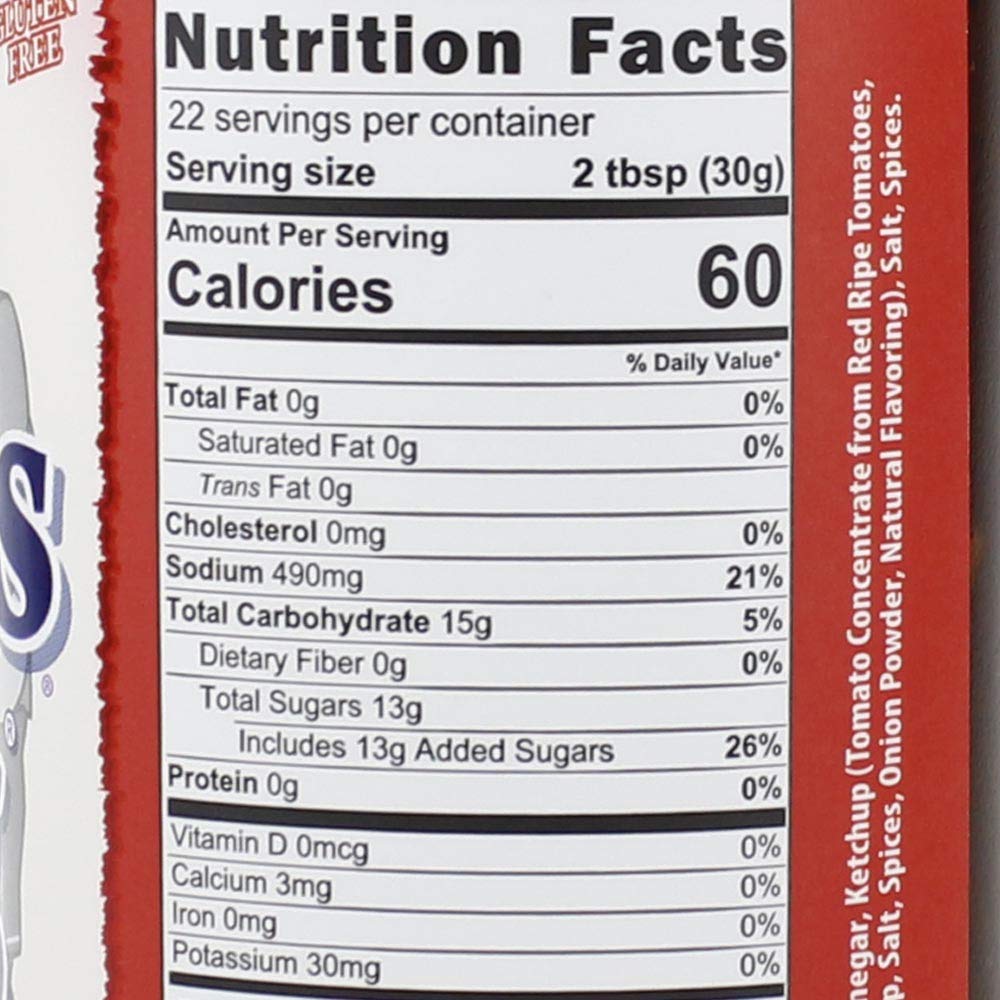 GLUTEN
FREE
Nutrition Facts
22 servings per container
Serving size 2 tbsp (30g)
Amount Per Serving
Calories 60
% Daily Value*
Total Fat 0g 0%
Saturated Fat 0g 0%
Trans Fat 0g
Cholesterol 0mg 0%
Sodium 490mg 21%
Total Carbohydrate 15g 5%
Dietary Fiber 0g 0%
Total Sugars 13g
Includes 13g Added Sugars 26%
Protein 0g 0%
Vitamin D 0mcg 0%
Calcium 3mg 0%
Iron 0mg 0%
Potassium 30mg 0%
S
®
®
negar, Ketchup (Tomato Concentrate from Red Ripe Tomatoes,
p, Salt, Spices, Onion Powder, Natural Flavoring), Salt, Spices.